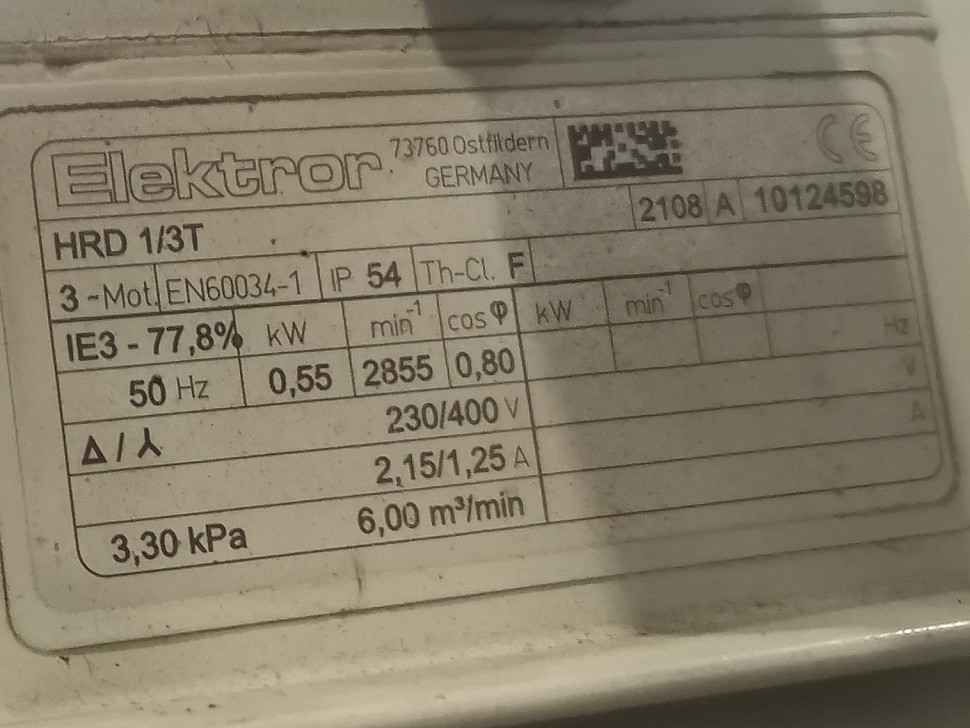 Elektror 73760 Ostfildern
GERMANY
CE
2108 A 10124598
HRD 1/3T
3~Mot. EN60034-1 IP 54 Th-Cl. F
IE3 - 77,8% kW min⁻¹ cosφ kW min⁻¹ cosφ
50 Hz 0,55 2855 0,80 Hz
Δ / Y 230/400 V V
2,15/1,25 A A
3,30 kPa 6,00 m³/min